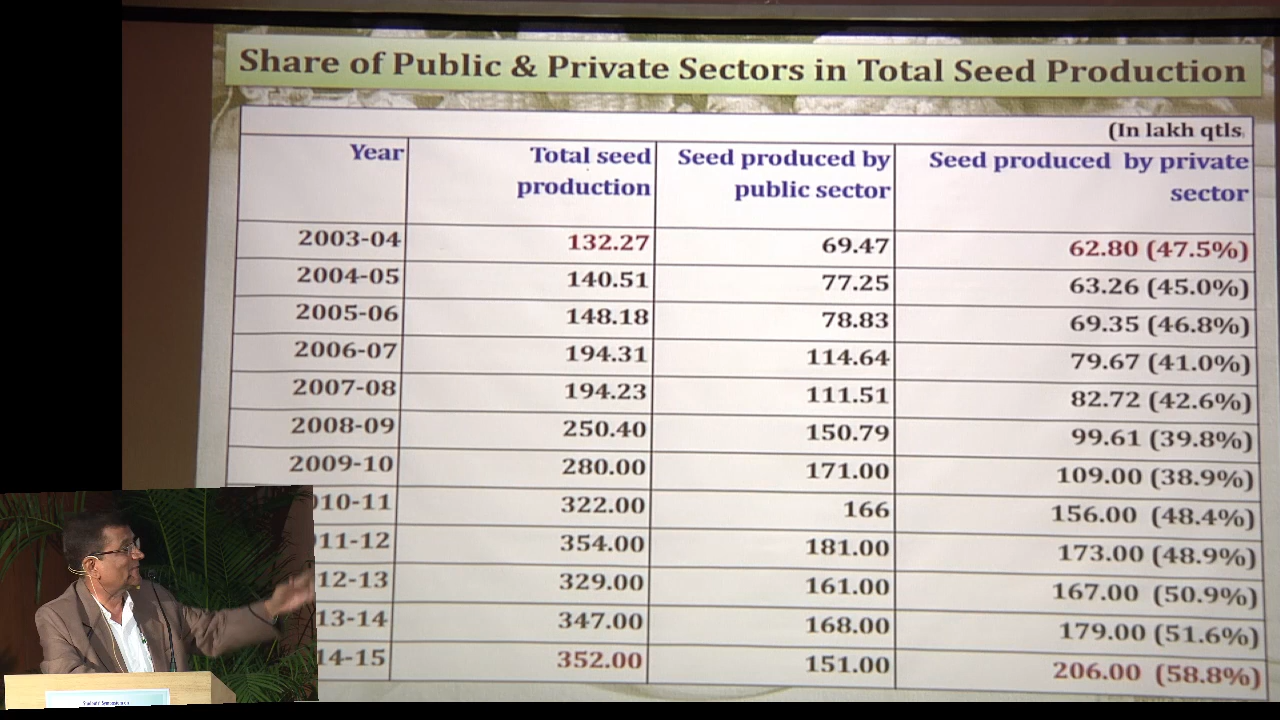 Share of Public & Private Sectors in Total Seed Production
(In lakh qtls.
Year Total seed production Seed produced by public sector Seed produced by private sector
2003-04 132.27 69.47 62.80 (47.5%)
2004-05 140.51 77.25 63.26 (45.0%)
2005-06 148.18 78.83 69.35 (46.8%)
2006-07 194.31 114.64 79.67 (41.0%)
2007-08 194.23 111.51 82.72 (42.6%)
2008-09 250.40 150.79 99.61 (39.8%)
2009-10 280.00 171.00 109.00 (38.9%)
010-11 322.00 166 156.00 (48.4%)
11-12 354.00 181.00 173.00 (48.9%)
12-13 329.00 161.00 167.00 (50.9%)
13-14 347.00 168.00 179.00 (51.6%)
14-15 352.00 151.00 206.00 (58.8%)
Students' Symposium on